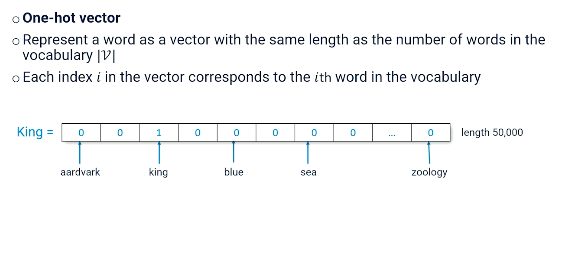 ○ One-hot vector
○ Represent a word as a vector with the same length as the number of words in the
vocabulary |𝒱|
○ Each index i in the vector corresponds to the ith word in the vocabulary
King = 0 0 1 0 0 0 0 0 ... 0 length 50,000
aardvark king blue sea zoology